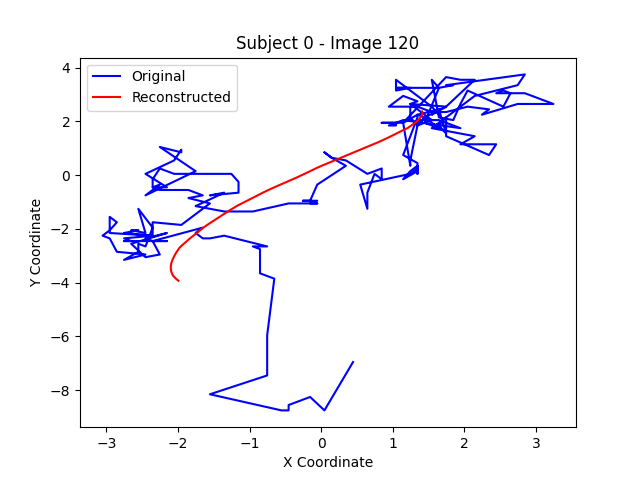 Subject 0 - Image 120
Original
Reconstructed
Y Coordinate
4
2
0
−2
−4
−6
−8
−3
−2
−1
0
1
2
3
X Coordinate